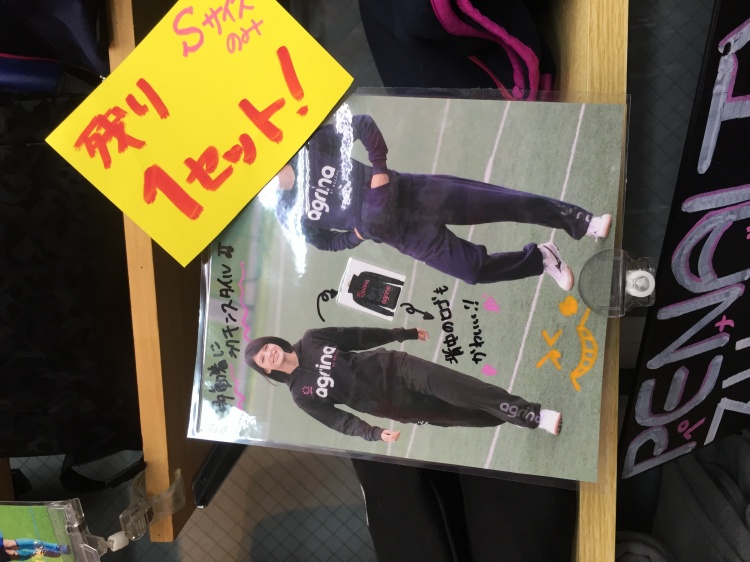 Sサイズ
のみ
残り
1セット!
agrina
agrina
背中のロゴも
かわいい!!
agrina
agrina
PENALT